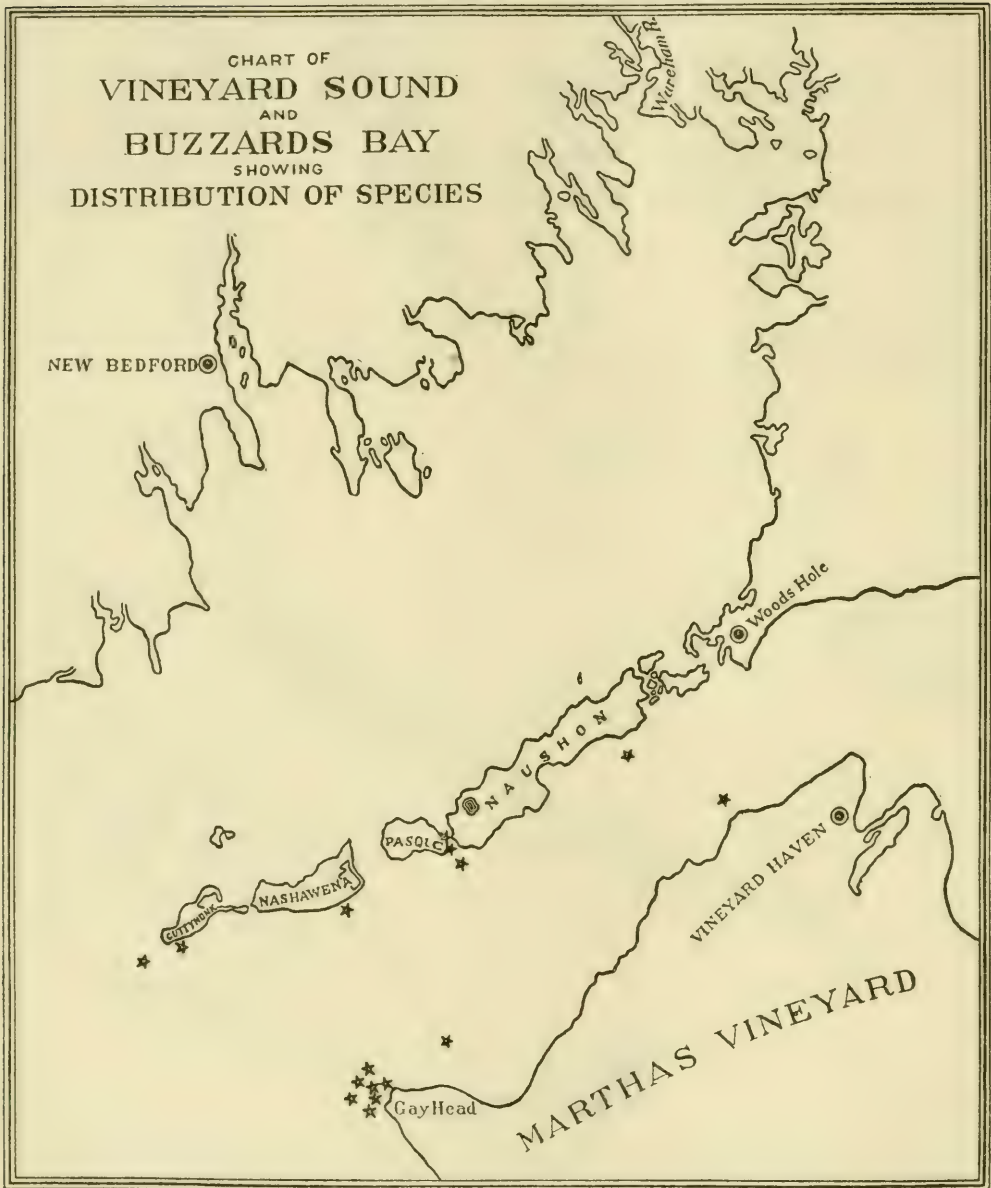 CHART OF
VINEYARD SOUND
AND
BUZZARDS BAY
SHOWING
DISTRIBUTION OF SPECIES
Wareham R.
NEW BEDFORD
Woods Hole
NAUSHON
PASQUE
NASHAWENA
CUTTYHUNK
VINEYARD HAVEN
MARTHAS VINEYARD
Gay Head